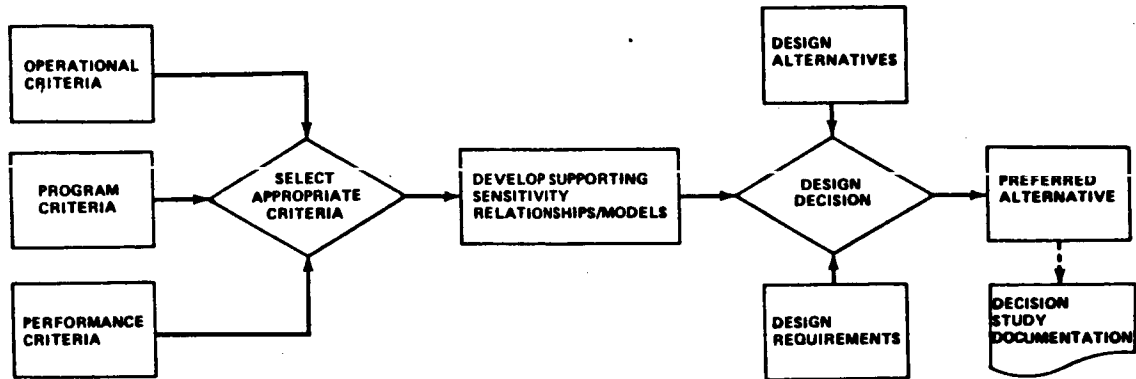 OPERATIONAL
CRITERIA
PROGRAM
CRITERIA
PERFORMANCE
CRITERIA
SELECT
APPROPRIATE
CRITERIA
DEVELOP SUPPORTING
SENSITIVITY
RELATIONSHIPS/MODELS
DESIGN
ALTERNATIVES
DESIGN
DECISION
DESIGN
REQUIREMENTS
PREFERRED
ALTERNATIVE
DECISION
STUDY
DOCUMENTATION